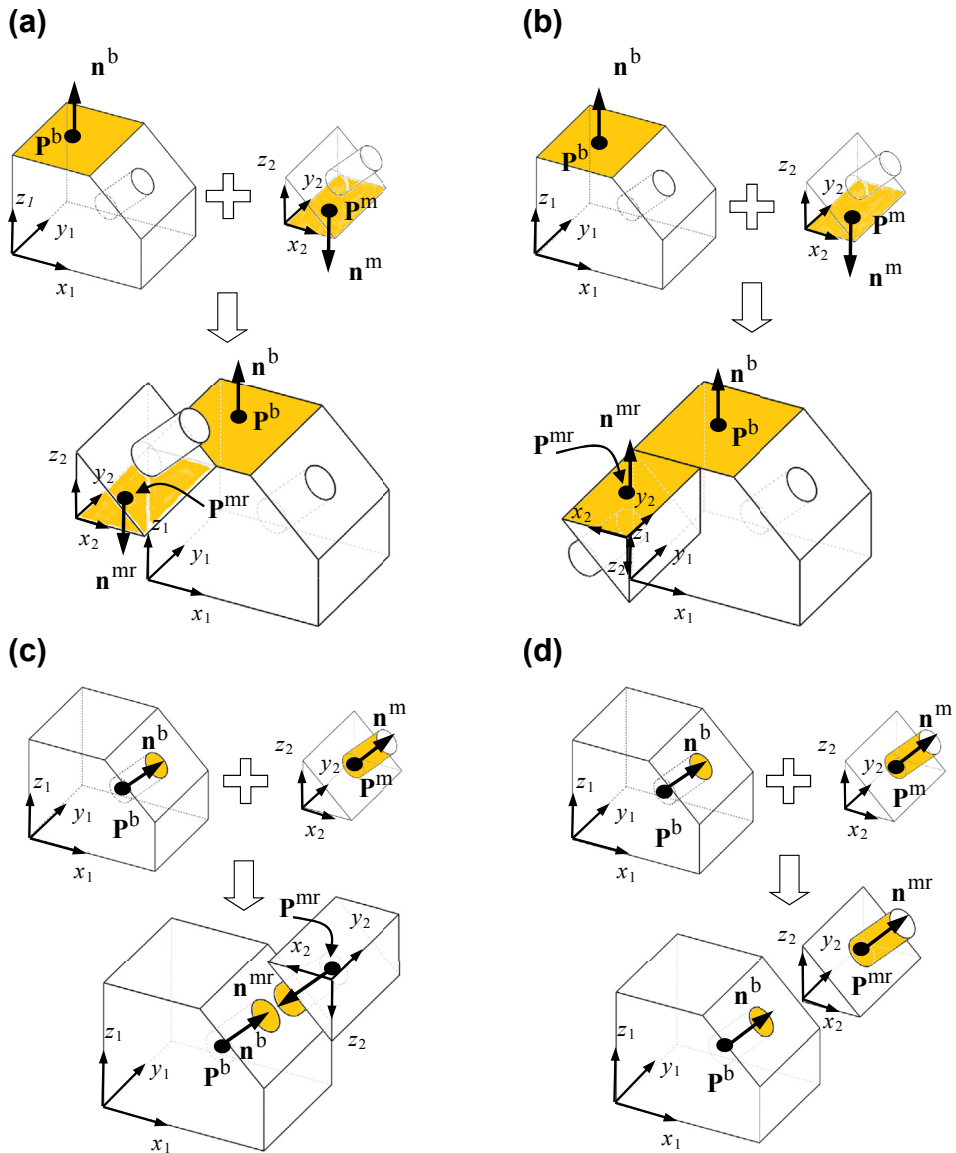 (a)
n^b
P^b
z_1
y_1
x_1
z_2
y_2
P^m
x_2
n^m
n^b
P^b
z_2
y_2
P^mr
x_2
z_1
n^mr
y_1
x_1
(b)
n^b
P^b
z_1
y_1
x_1
z_2
y_2
P^m
x_2
n^m
n^b
n^mr
P^b
P^mr
y_2
x_2
z_1
z_2
y_1
x_1
(c)
n^b
z_1
y_1
P^b
x_1
n^m
z_2
y_2
P^m
x_2
P^mr
y_2
x_2
n^mr
n^b
z_1
z_2
P^b
y_1
x_1
(d)
n^b
z_1
y_1
P^b
x_1
n^m
z_2
y_2
P^m
x_2
n^mr
z_2
y_2
P^mr
x_2
n^b
z_1
P^b
y_1
x_1